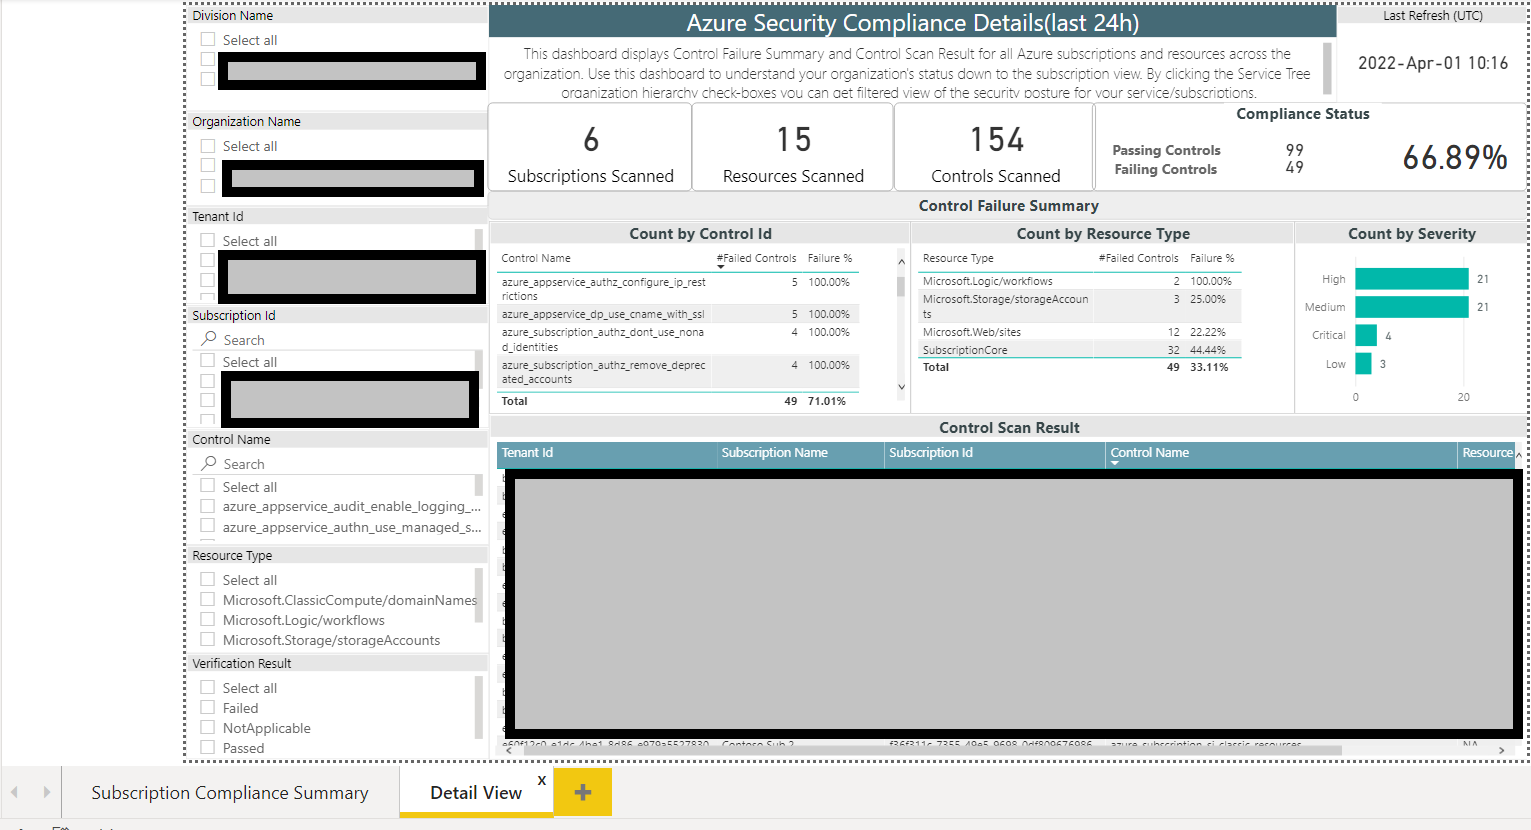 Division Name
Select all
Organization Name
Select all
Tenant Id
Select all
Subscription Id
Search
Select all
Control Name
Search
Select all
azure_appservice_audit_enable_logging_...
azure_appservice_authn_use_managed_s...
Resource Type
Select all
Microsoft.ClassicCompute/domainNames
Microsoft.Logic/workflows
Microsoft.Storage/storageAccounts
Verification Result
Select all
Failed
NotApplicable
Passed
Azure Security Compliance Details(last 24h)
This dashboard displays Control Failure Summary and Control Scan Result for all Azure subscriptions and resources across the
organization. Use this dashboard to understand your organization's status down to the subscription view. By clicking the Service Tree
organization hierarchy check-boxes you can get filtered view of the security posture for your service/subscriptions.
Last Refresh (UTC)
2022-Apr-01 10:16
6
Subscriptions Scanned
15
Resources Scanned
154
Controls Scanned
Compliance Status
Passing Controls 99
Failing Controls 49
66.89%
Control Failure Summary
Count by Control Id
Control Name #Failed Controls Failure %
azure_appservice_authz_configure_ip_rest
rictions 5 100.00%
azure_appservice_dp_use_cname_with_ssl 5 100.00%
azure_subscription_authz_dont_use_nona
d_identities 4 100.00%
azure_subscription_authz_remove_deprec
ated_accounts 4 100.00%
Total 49 71.01%
Count by Resource Type
Resource Type #Failed Controls Failure %
Microsoft.Logic/workflows 2 100.00%
Microsoft.Storage/storageAccoun
ts 3 25.00%
Microsoft.Web/sites 12 22.22%
SubscriptionCore 32 44.44%
Total 49 33.11%
Count by Severity
High 21
Medium 21
Critical 4
Low 3
0 20
Control Scan Result
Tenant Id Subscription Name Subscription Id Control Name Resource
e60f12c0-e1dc-4be1-8d86-e979a5527830 Contoso Sub 2 f36f311c-7355-49e5-9698-0df809676986 azure_subscription_si_classic_resources NA
Subscription Compliance Summary
Detail View
x
+